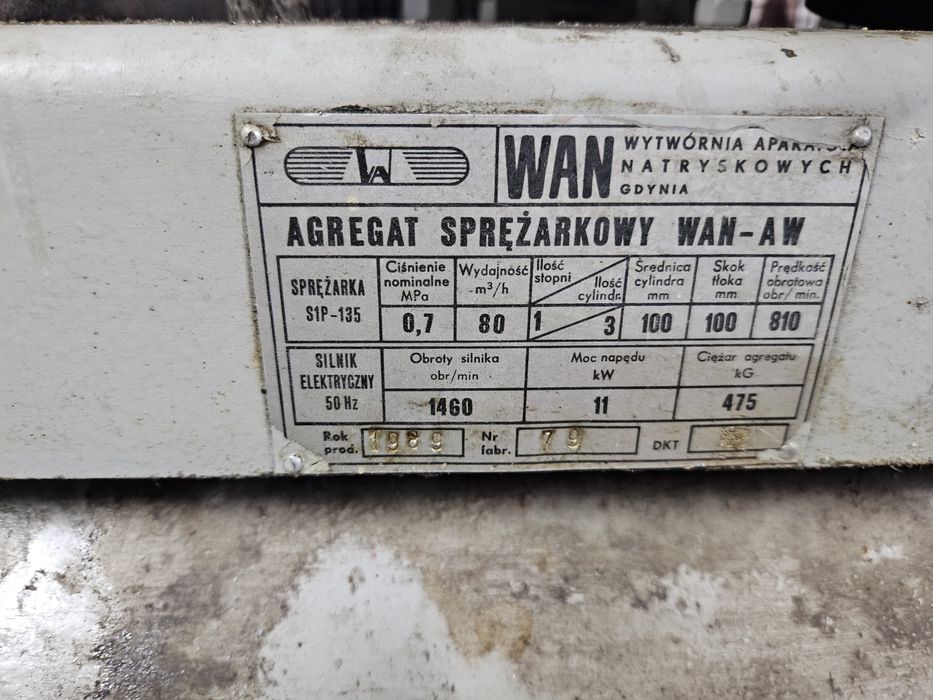 WAN
WYTWÓRNIA
NATRYSKOWYCH
GDYNIA
AGREGAT SPRĘŻARKOWY WAN-AW
SPRĘŻARKA
S1P-135
Ciśnienie
nominalne
MPa
0,7
Wydajność
m³/h
80
Ilość
stopni
Ilość
cylindr.
1
3
Średnica
cylindra
mm
100
Skok
tłoka
mm
100
Prędkość
obrotowa
obr/min.
810
SILNIK
ELEKTRYCZNY
50 Hz
Obroty silnika
obr/min
1460
Moc napędu
kW
11
Ciężar agregatu
kG
475
Rok
prod.
1989
Nr
fabr.
79
DKT